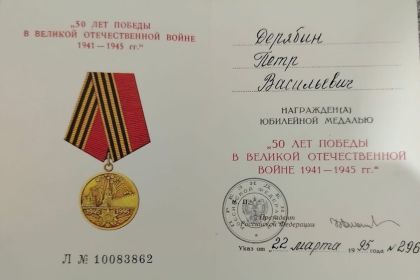 „50 ЛЕТ ПОБЕДЫ
В ВЕЛИКОЙ ОТЕЧЕСТВЕННОЙ ВОЙНЕ
1941—1945 гг.“
Л № 10083862
Дерябин
Петр
Васильевич
НАГРАЖДЕН(А)
ЮБИЛЕЙНОЙ МЕДАЛЬЮ
„50 ЛЕТ ПОБЕДЫ
В ВЕЛИКОЙ ОТЕЧЕСТВЕННОЙ
ВОЙНЕ 1941—1945 гг.“
Президент
Российской Федерации
Указ от 22 марта 1995 года № 296